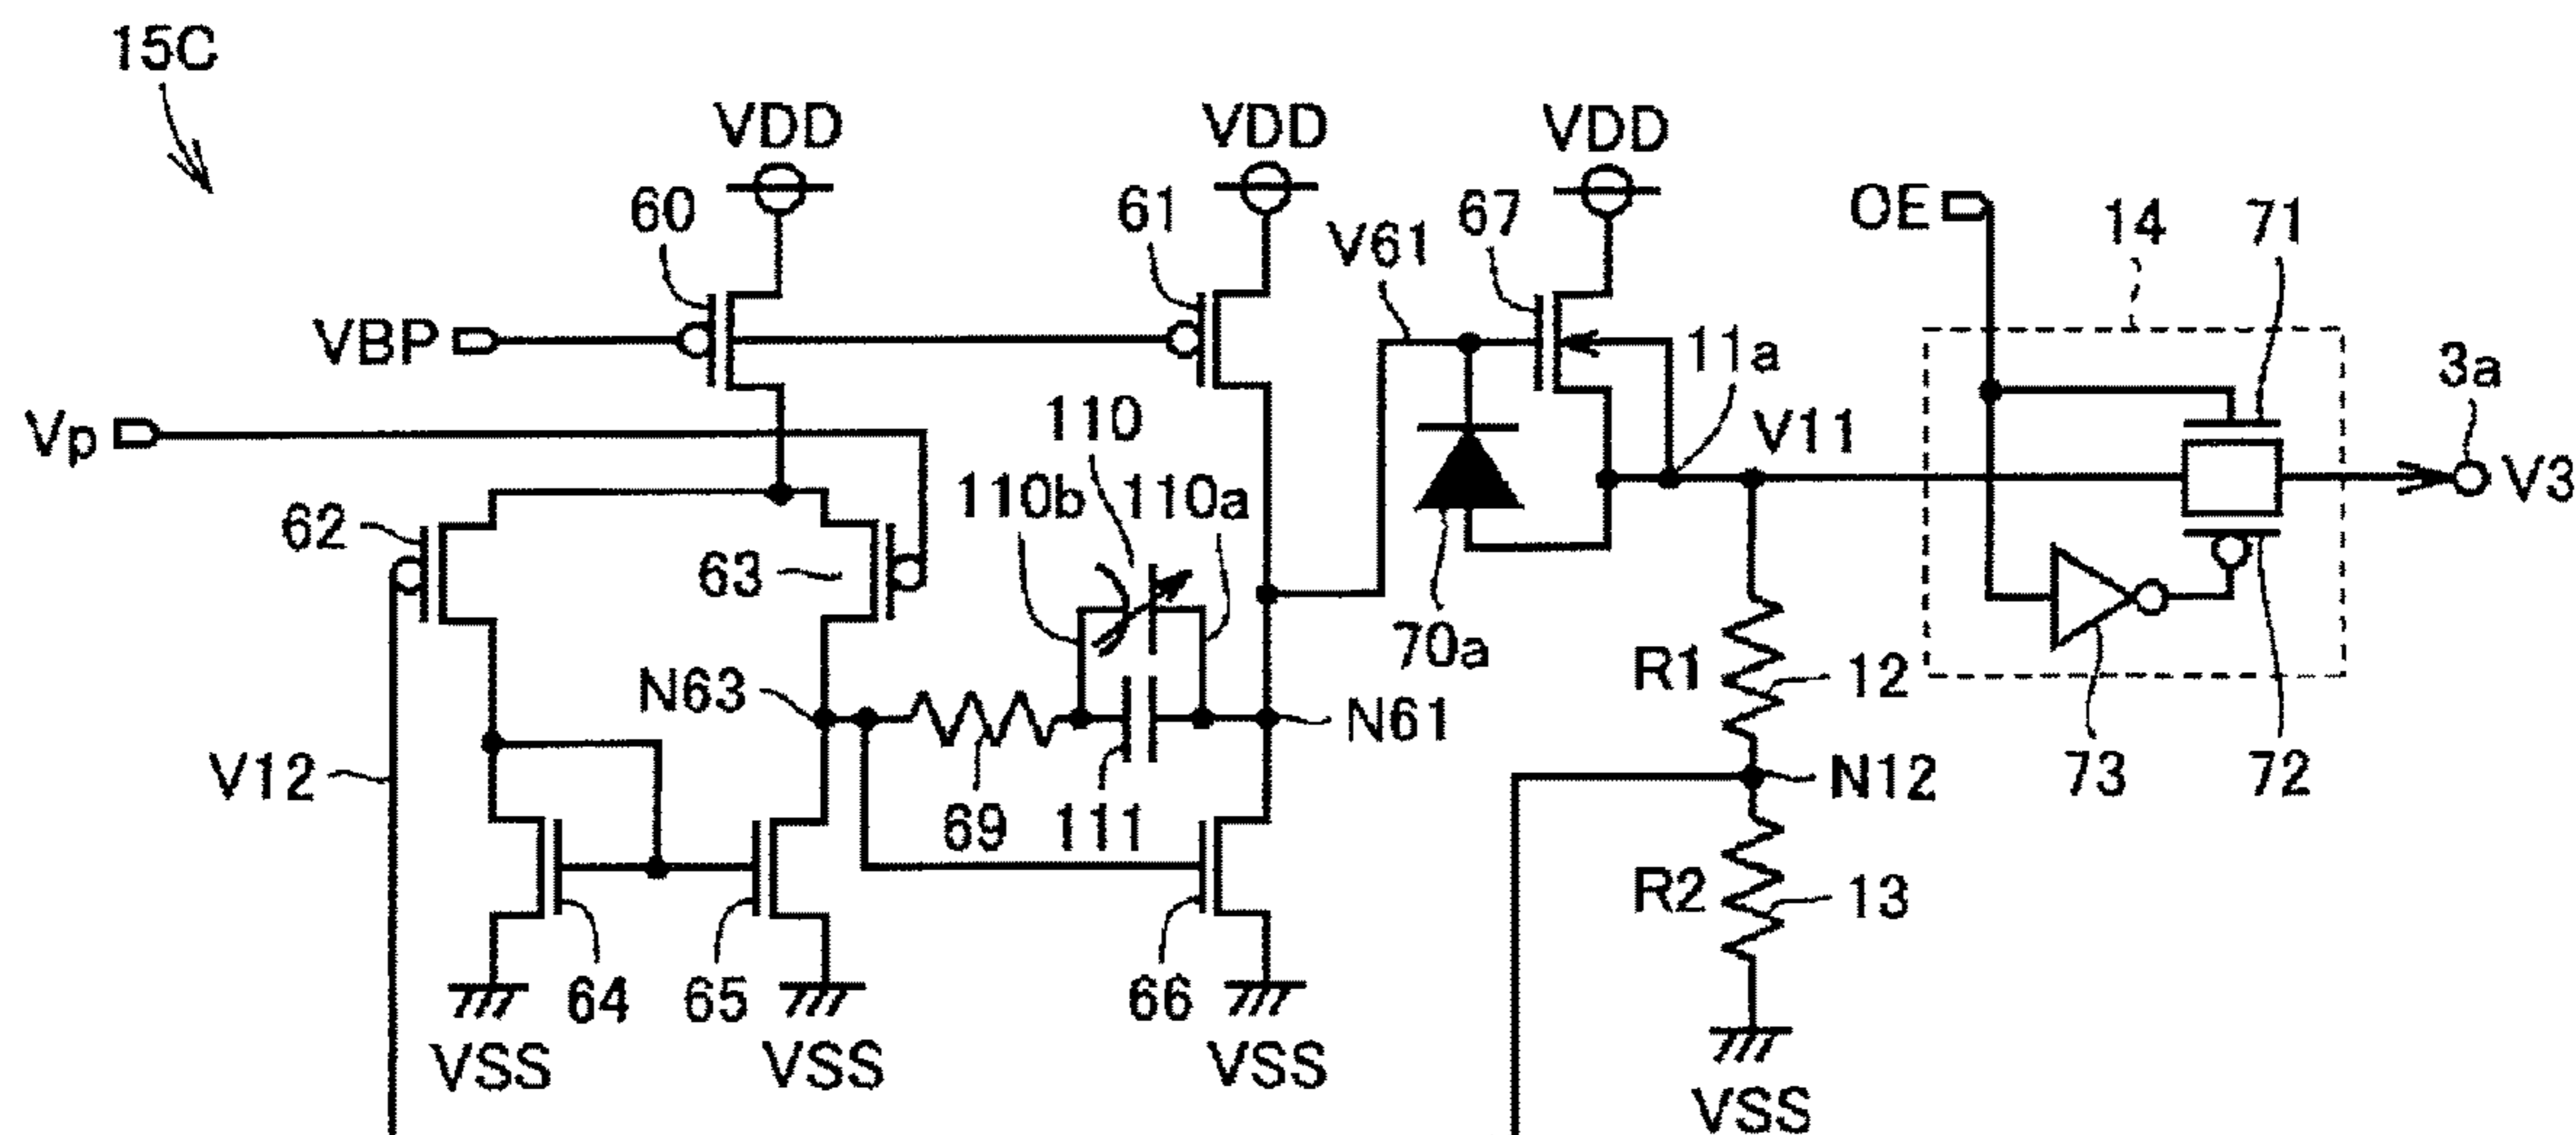 15C
VDD
VDD
VDD
60
61
V61
67
OE
14
71
VBP
11a
3a
Vp
110
V11
V3
110b
110a
62
63
70a
N63
N61
R1
12
V12
69
111
N12
73
72
R2
13
64
65
66
VSS
VSS
VSS
VSS